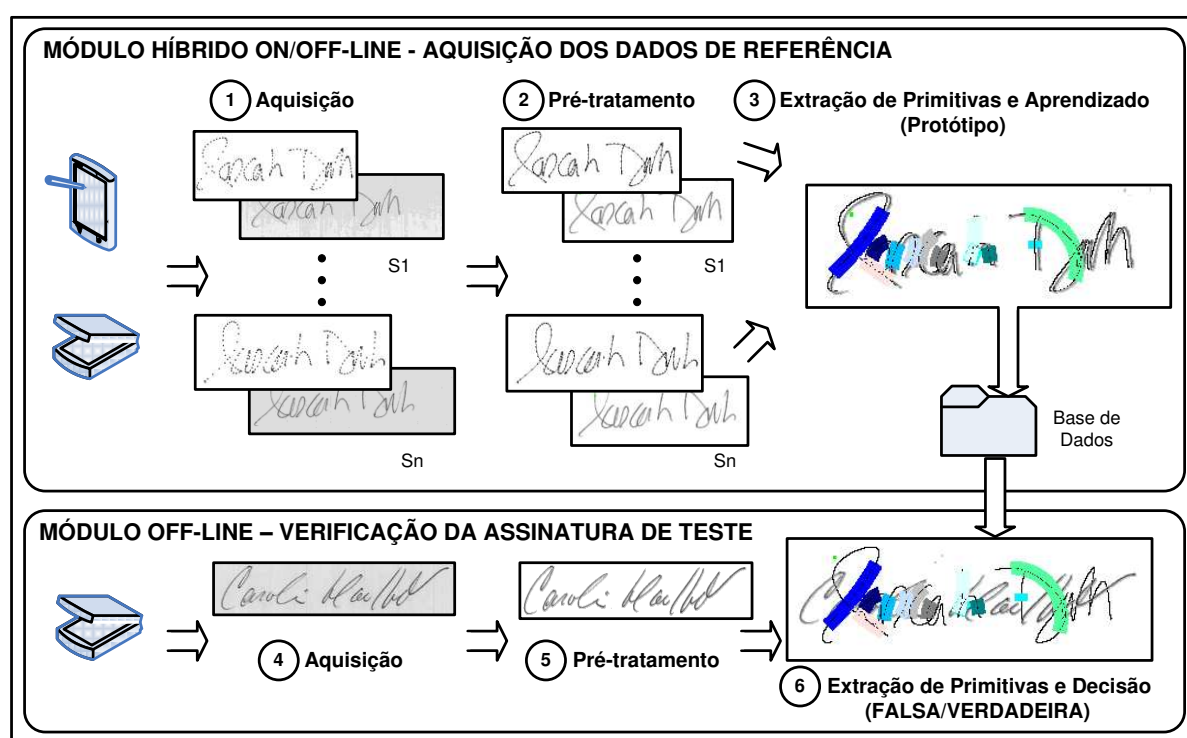 MÓDULO HÍBRIDO ON/OFF-LINE - AQUISIÇÃO DOS DADOS DE REFERÊNCIA
1 Aquisição
2 Pré-tratamento
3 Extração de Primitivas e Aprendizado
(Protótipo)
S1
S1
Sn
Sn
Base de
Dados
MÓDULO OFF-LINE – VERIFICAÇÃO DA ASSINATURA DE TESTE
4 Aquisição
5 Pré-tratamento
6 Extração de Primitivas e Decisão
(FALSA/VERDADEIRA)